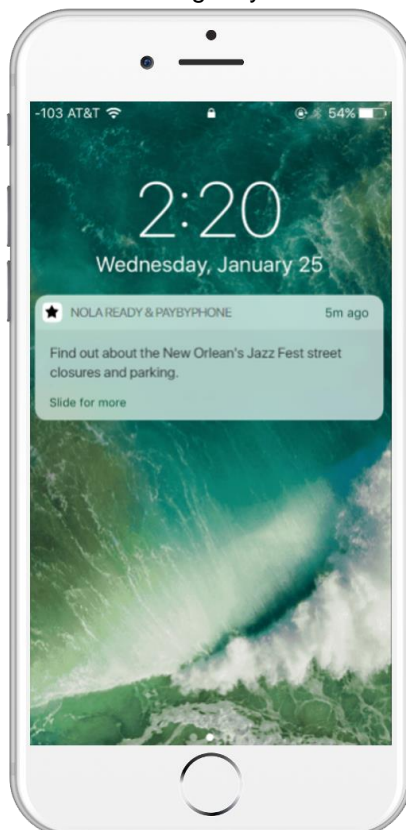 -103 AT&T 54%
2:20
Wednesday, January 25
NOLA READY & PAYBYPHONE 5m ago
Find out about the New Orlean's Jazz Fest street
closures and parking.
Slide for more